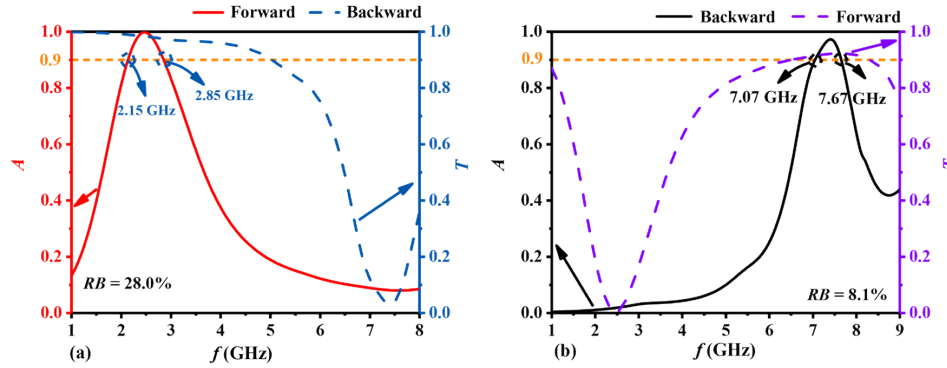 Forward Backward
1.0 1.0
0.9 0.9
0.8 0.8
2.15 GHz 2.85 GHz
0.6 0.6
A T
0.4 0.4
0.2 0.2
RB = 28.0%
0.0 0.0
1 2 3 4 5 6 7 8
(a) f (GHz)
Backward Forward
1.0 1.0
0.9 0.9
0.8 0.8
7.07 GHz 7.67 GHz
0.6 0.6
A T
0.4 0.4
0.2 0.2
RB = 8.1%
0.0 0.0
1 2 3 4 5 6 7 8 9
(b) f (GHz)